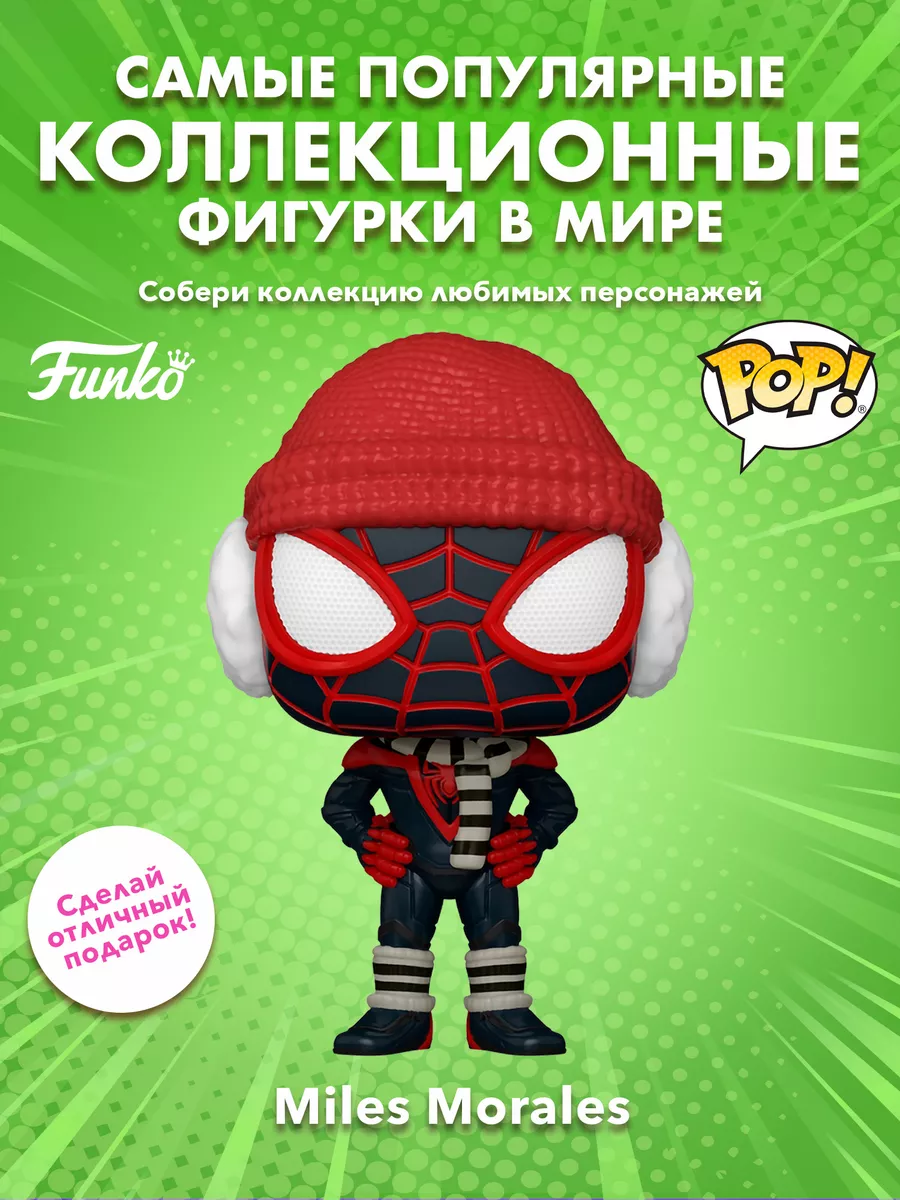 САМЫЕ ПОПУЛЯРНЫЕ
КОЛЛЕКЦИОННЫЕ
ФИГУРКИ В МИРЕ
Собери коллекцию любимых персонажей
Funko
POP!®
Сделай
отличный
подарок!
Miles Morales